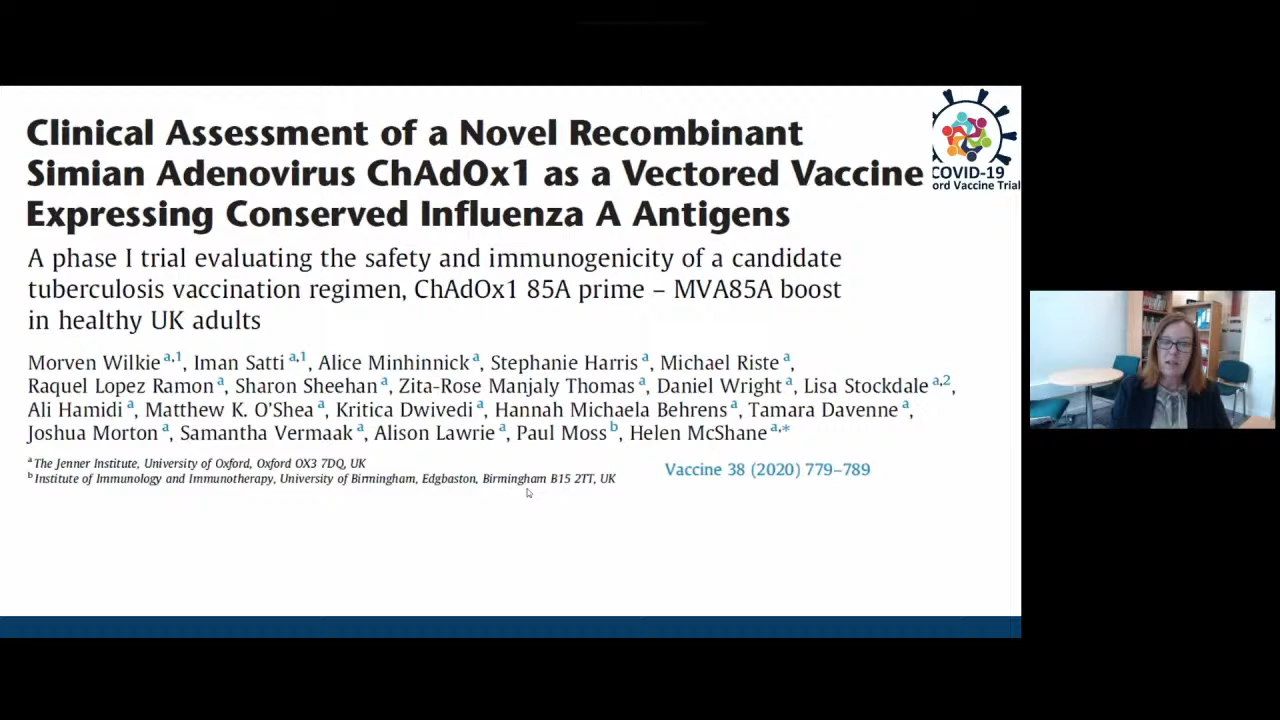 Clinical Assessment of a Novel Recombinant
Simian Adenovirus ChAdOx1 as a Vectored Vaccine
Expressing Conserved Influenza A Antigens
COVID-19
ord Vaccine Trial
A phase I trial evaluating the safety and immunogenicity of a candidate
tuberculosis vaccination regimen, ChAdOx1 85A prime – MVA85A boost
in healthy UK adults
Morven Wilkie a,1, Iman Satti a,1, Alice Minhinnick a, Stephanie Harris a, Michael Riste a,
Raquel Lopez Ramon a, Sharon Sheehan a, Zita-Rose Manjaly Thomas a, Daniel Wright a, Lisa Stockdale a,2,
Ali Hamidi a, Matthew K. O'Shea a, Kritica Dwivedi a, Hannah Michaela Behrens a, Tamara Davenne a,
Joshua Morton a, Samantha Vermaak a, Alison Lawrie a, Paul Moss b, Helen McShane a,*
a The Jenner Institute, University of Oxford, Oxford OX3 7DQ, UK
b Institute of Immunology and Immunotherapy, University of Birmingham, Edgbaston, Birmingham B15 2TT, UK
Vaccine 38 (2020) 779–789